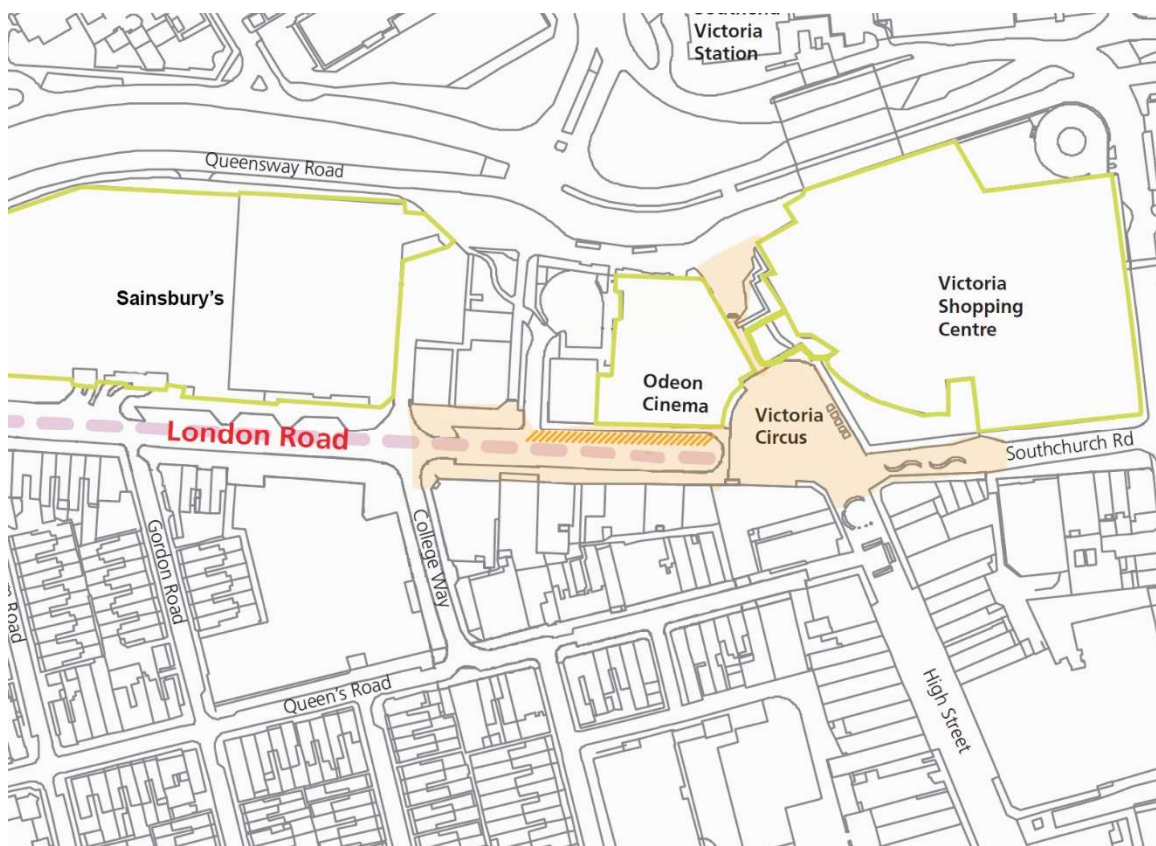 Victoria
Station
Queensway Road
Sainsbury's
Victoria
Shopping
Centre
Odeon
Cinema
Victoria
Circus
London Road
Southchurch Rd
Gordon Road
College Way
Road
Queen's Road
High Street